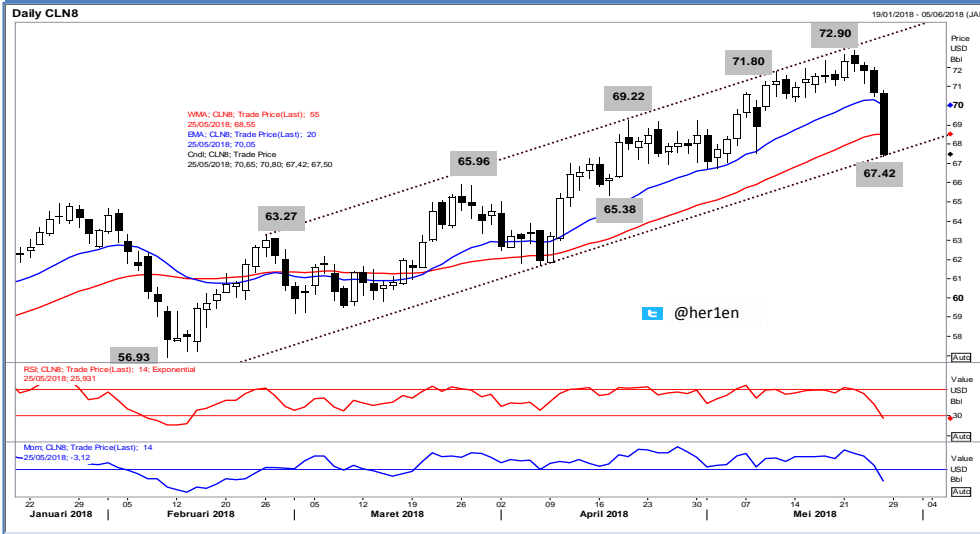 Daily CLN8
19/01/2018 - 05/06/2018 (JA
Price
USD
Bbl
72.90
71.80
69.22
65.96
63.27
65.38
67.42
56.93
WMA; CLN8; Trade Price(Last); 55
25/05/2018; 68,55
EMA; CLN8; Trade Price(Last); 20
25/05/2018; 70,05
Cndl; CLN8; Trade Price
25/05/2018; 70,65; 70,80; 67,42; 67,50
@her1en
72
71
70
69
68
67
66
65
64
63
62
61
60
59
58
Auto
RSI; CLN8; Trade Price(Last); 14; Exponential
25/05/2018; 25,931
Value
USD
Bbl
30
Auto
Mom; CLN8; Trade Price(Last); 14
25/05/2018; -3,12
Value
USD
Bbl
Auto
22 29 05 12 20 26 05 12 19 26 02 09 16 23 30 07 14 21 29 04
Januari 2018 Februari 2018 Maret 2018 April 2018 Mei 2018